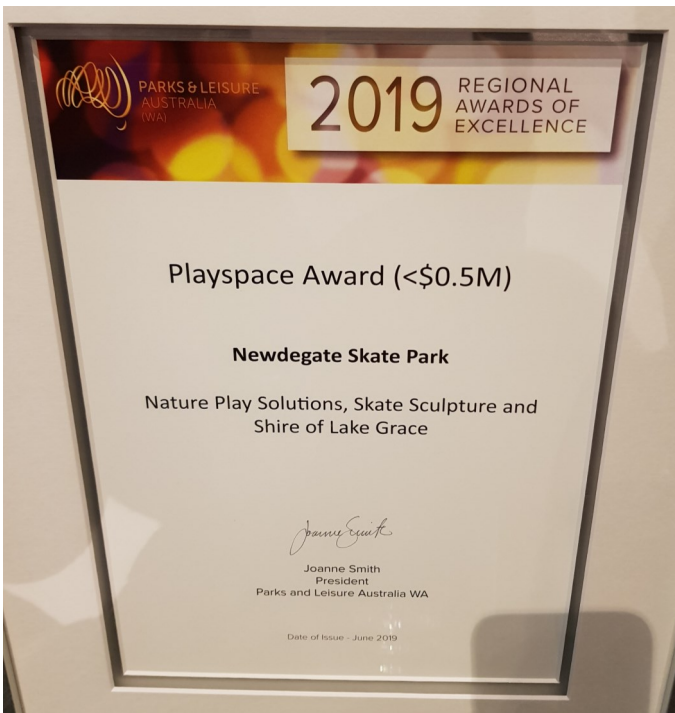 PARKS & LEISURE
AUSTRALIA
(WA)
2019
REGIONAL
AWARDS OF
EXCELLENCE
Playspace Award (<$0.5M)
Newdegate Skate Park
Nature Play Solutions, Skate Sculpture and
Shire of Lake Grace
Joanne Smith
Joanne Smith
President
Parks and Leisure Australia WA
Date of Issue - June 2019